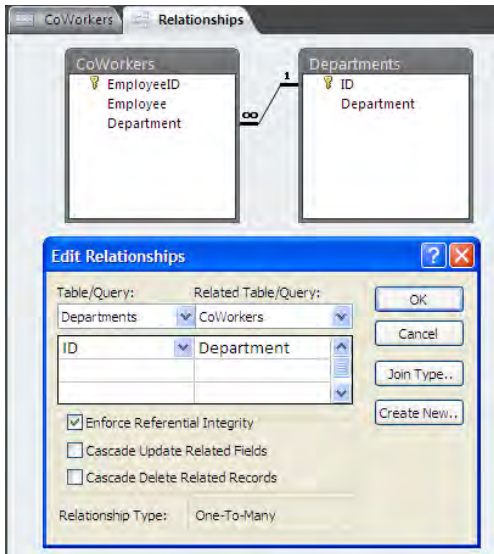 CoWorkers Relationships
CoWorkers Departments
EmployeeID 1 ID
Employee Department
Department ∞
Edit Relationships
Table/Query: Related Table/Query: OK
Departments CoWorkers
Cancel
ID Department
Join Type..
Create New..
Enforce Referential Integrity
Cascade Update Related Fields
Cascade Delete Related Records
Relationship Type: One-To-Many